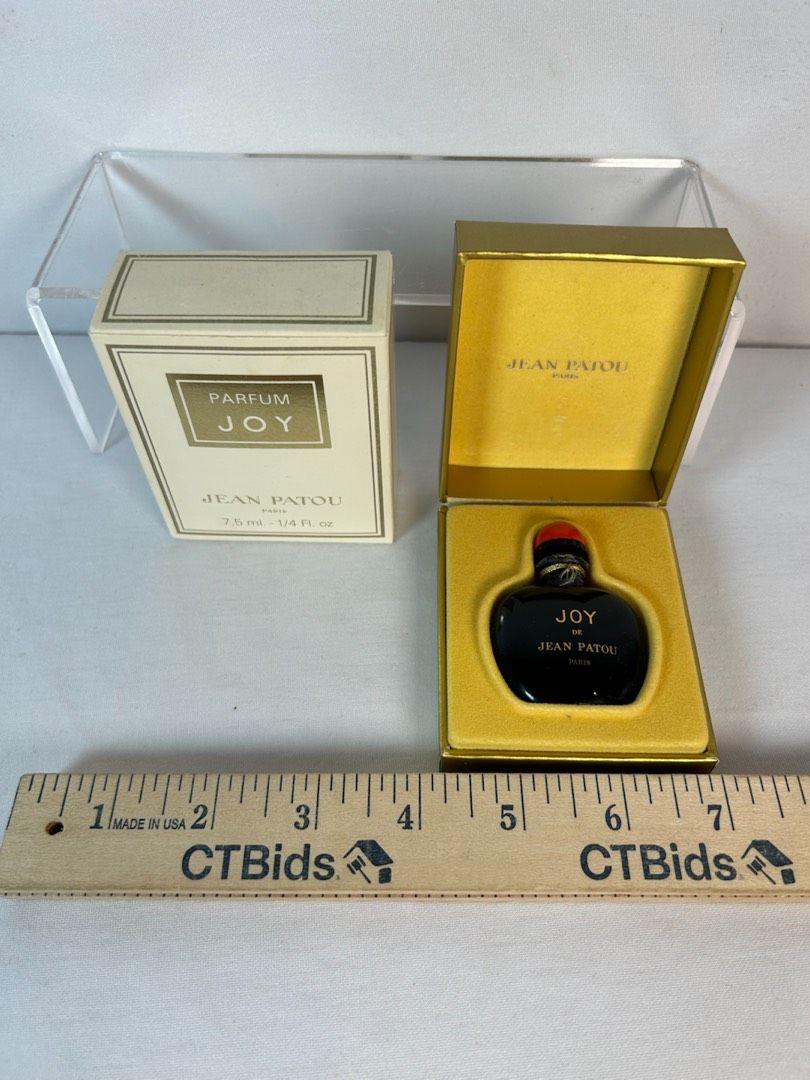 PARFUM
JOY
JEAN PATOU
PARIS
7.5 ml. - 1/4 Fl. oz
JEAN PATOU
PARIS
JOY
DE
JEAN PATOU
PARIS
1 MADE IN USA 2 3 4 5 6 7
CTBids CTBids